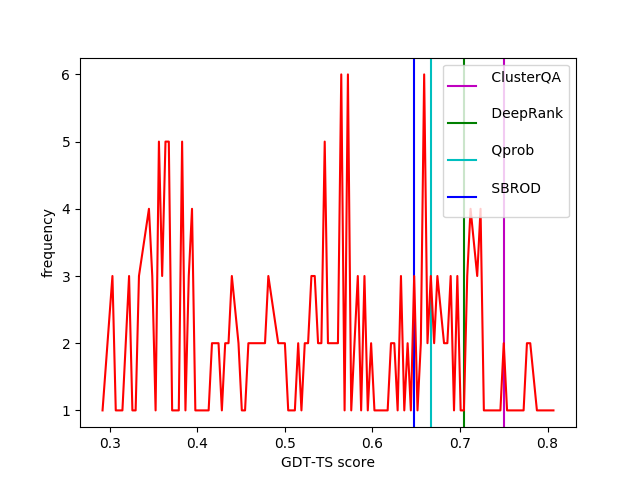 6
5
4
3
2
1
frequency
0.3 0.4 0.5 0.6 0.7 0.8
GDT-TS score
ClusterQA
DeepRank
Qprob
SBROD